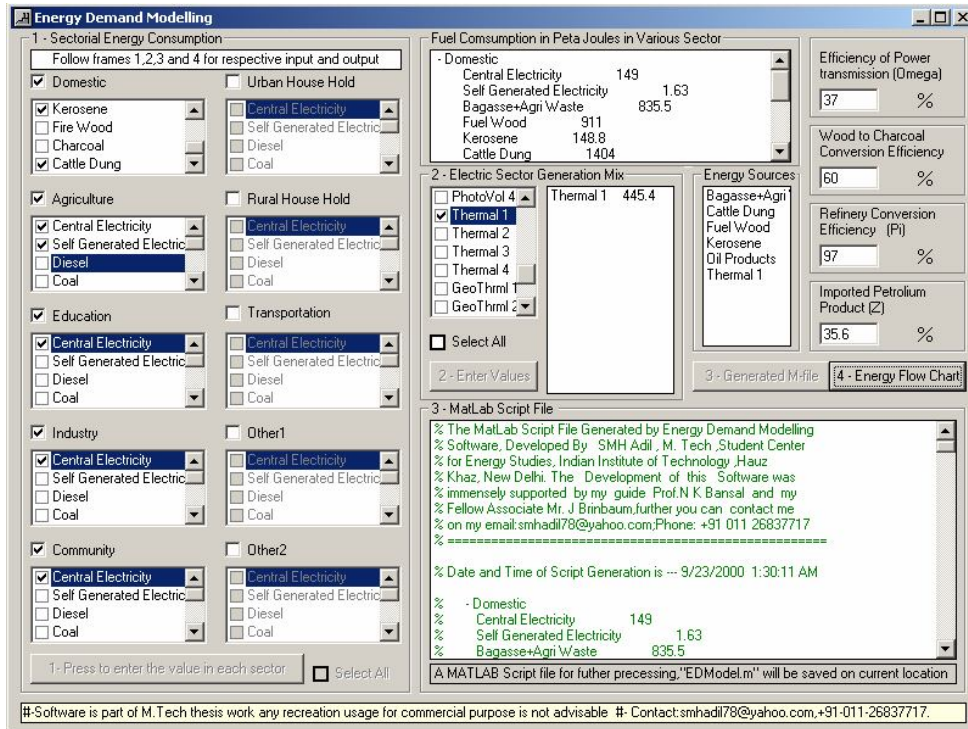 Energy Demand Modelling
1 - Sectorial Energy Consumption
Follow frames 1,2,3 and 4 for respective input and output
Domestic
Kerosene
Fire Wood
Charcoal
Cattle Dung
Urban House Hold
Central Electricity
Self Generated Electric
Diesel
Coal
Agriculture
Central Electricity
Self Generated Electric
Diesel
Coal
Rural House Hold
Central Electricity
Self Generated Electric
Diesel
Coal
Education
Central Electricity
Self Generated Electric
Diesel
Coal
Transportation
Central Electricity
Self Generated Electric
Diesel
Coal
Industry
Central Electricity
Self Generated Electric
Diesel
Coal
Other1
Central Electricity
Self Generated Electric
Diesel
Coal
Community
Central Electricity
Self Generated Electric
Diesel
Coal
Other2
Central Electricity
Self Generated Electric
Diesel
Coal
1- Press to enter the value in each sector
Select All
Fuel Comsumption in Peta Joules in Various Sector
- Domestic
Central Electricity 149
Self Generated Electricity 1.63
Bagasse+Agri Waste 835.5
Fuel Wood 911
Kerosene 148.8
Cattle Dung 1404
2 - Electric Sector Generation Mix
PhotoVol 4
Thermal 1
Thermal 2
Thermal 3
Thermal 4
GeoThrml 1
GeoThrml 2
Select All
2 - Enter Values
Thermal 1 445.4
Energy Sources
Bagasse+Agri
Cattle Dung
Fuel Wood
Kerosene
Oil Products
Thermal 1
Efficiency of Power
transmission (Omega)
37 %
Wood to Charcoal
Conversion Efficiency
60 %
Refinery Conversion
Efficiency (Pi)
97 %
Imported Petrolium
Product (Z)
35.6 %
3 - Generated M-file
4 - Energy Flow Chart
3 - MatLab Script File
% The MatLab Script File Generated by Energy Demand Modelling
% Software, Developed By SMH Adil , M. Tech ,Student Center
% for Energy Studies, Indian Institute of Technology ,Hauz
% Khaz, New Delhi. The Development of this Software was
% immensely supported by my guide Prof.N K Bansal and my
% Fellow Associate Mr. J Brinbaum,further you can contact me
% on my email:smhadil78@yahoo.com;Phone: +91 011 26837717
% ====================================================
% Date and Time of Script Generation is --- 9/23/2000 1:30:11 AM
% - Domestic
% Central Electricity 149
% Self Generated Electricity 1.63
% Bagasse+Agri Waste 835.5
A MATLAB Script file for futher precessing,"EDModel.m" will be saved on current location
#-Software is part of M.Tech thesis work any recreation usage for commercial purpose is not advisable #- Contact:smhadil78@yahoo.com,+91-011-26837717.